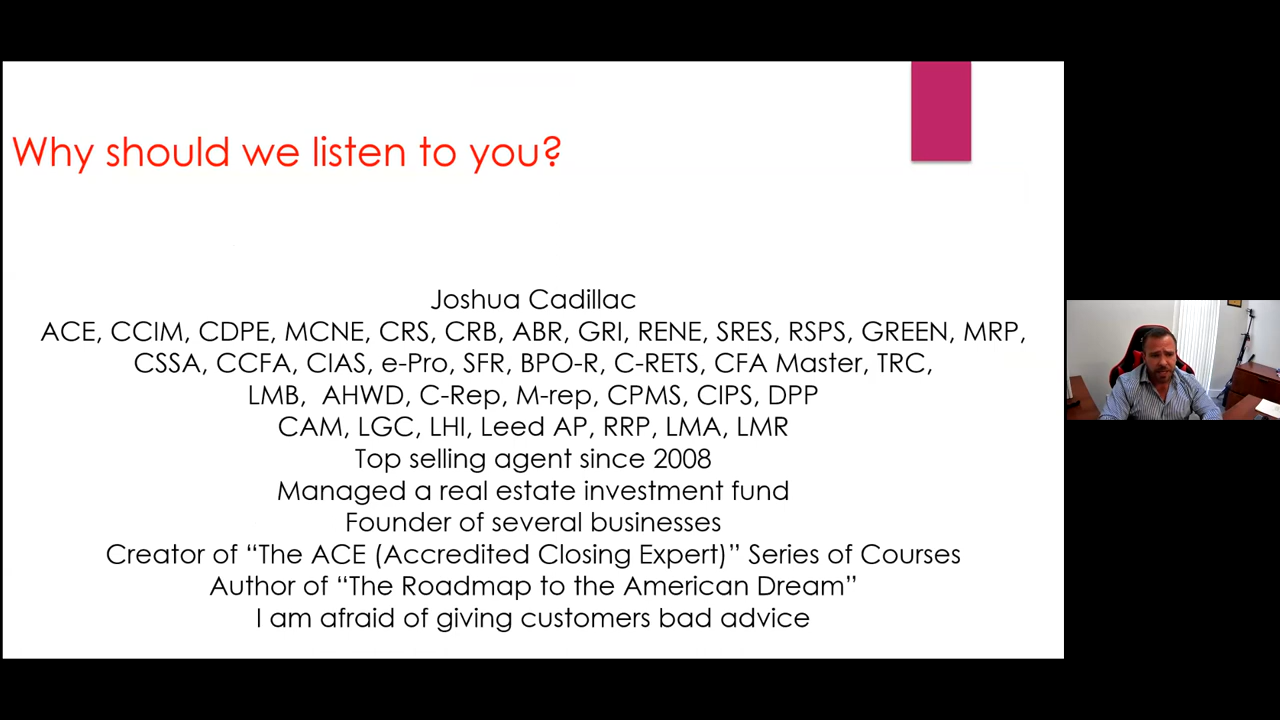 Why should we listen to you?
Joshua Cadillac
ACE, CCIM, CDPE, MCNE, CRS, CRB, ABR, GRI, RENE, SRES, RSPS, GREEN, MRP,
CSSA, CCFA, CIAS, e-Pro, SFR, BPO-R, C-RETS, CFA Master, TRC,
LMB,  AHWD, C-Rep, M-rep, CPMS, CIPS, DPP
CAM, LGC, LHI, Leed AP, RRP, LMA, LMR
Top selling agent since 2008
Managed a real estate investment fund
Founder of several businesses
Creator of “The ACE (Accredited Closing Expert)” Series of Courses
Author of “The Roadmap to the American Dream”
I am afraid of giving customers bad advice